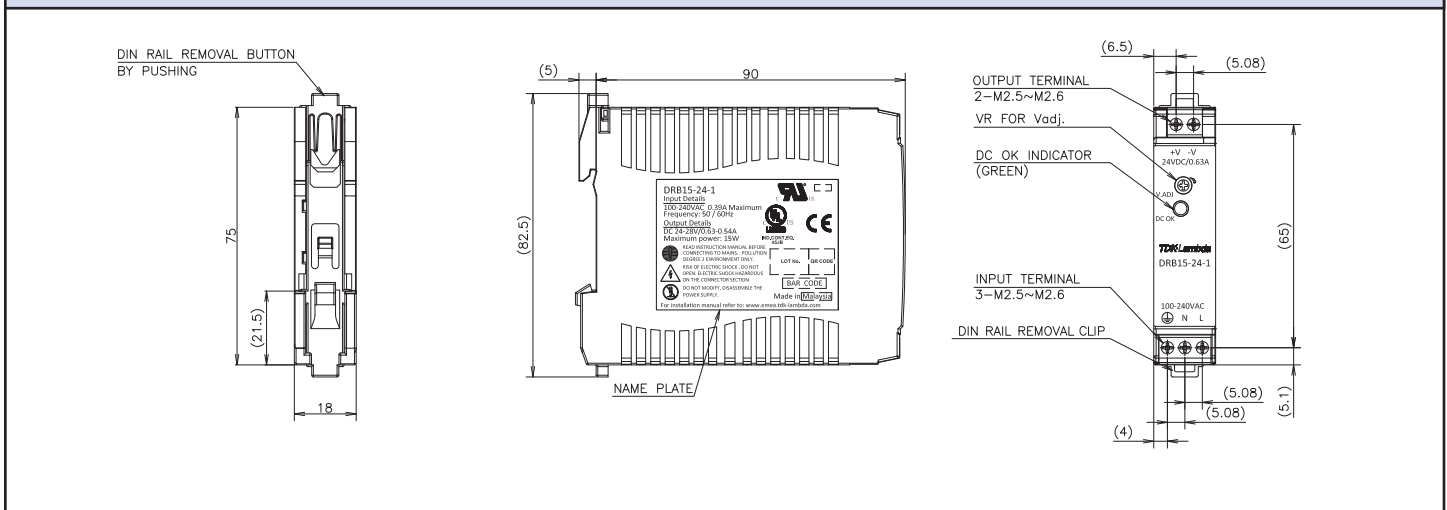 DIN RAIL REMOVAL BUTTON
BY PUSHING
75
(21.5)
18
(5)
90
(82.5)
DRB15-24-1
Input Details
100-240VAC 0.39A Maximum
Frequency: 50 / 60Hz
Output Details
DC 24-28V/0.63-0.54A
Maximum power: 15W
READ INSTRUCTION MANUAL BEFORE
CONNECTING TO MAINS. POLLUTION
DEGREE 2 ENVIRONMENT ONLY.
RISK OF ELECTRIC SHOCK, DO NOT
OPEN. ELECTRIC SHOCK HAZARDOUS
ON THE CONNECTOR SECTION.
DO NOT MODIFY, DISASSEMBLE THE
POWER SUPPLY.
C US
C UL US
LISTED
IND.CONT.EQ.
CE
LOT No.
QR CODE
BAR CODE
Made in Malaysia
For installation manual refer to: www.emea.tdk-lambda.com
NAME PLATE
(6.5)
(5.08)
OUTPUT TERMINAL
2-M2.5~M2.6
VR FOR Vadj.
DC OK INDICATOR
(GREEN)
+V -V
24VDC/0.63A
V.ADJ
DC OK
TDK-Lambda
DRB15-24-1
(65)
INPUT TERMINAL
3-M2.5~M2.6
100-240VAC
N L
DIN RAIL REMOVAL CLIP
(5.08)
(5.08)
(5.1)
(4)